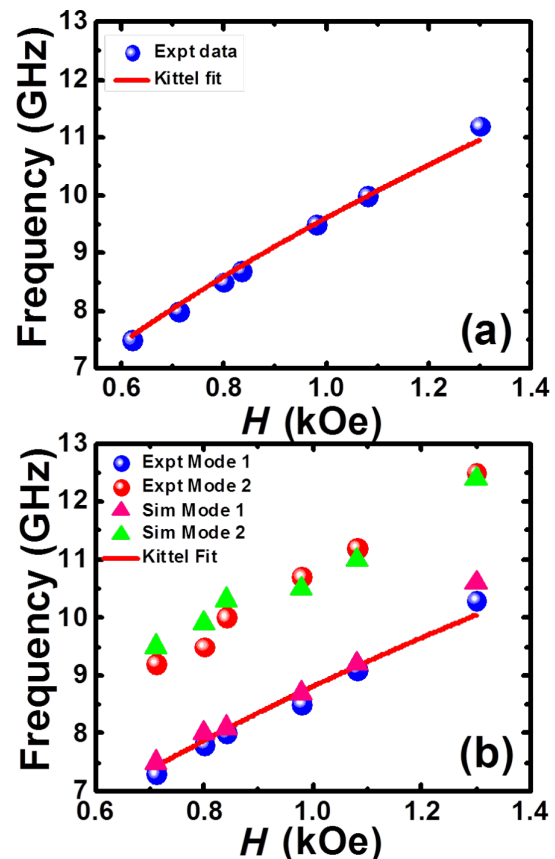 13
12
11
10
9
8
7
Frequency (GHz)
Expt data
Kittel fit
(a)
0.6 0.8 1.0 1.2 1.4
H (kOe)
13
12
11
10
9
8
7
Frequency (GHz)
Expt Mode 1
Expt Mode 2
Sim Mode 1
Sim Mode 2
Kittel Fit
(b)
0.6 0.8 1.0 1.2 1.4
H (kOe)